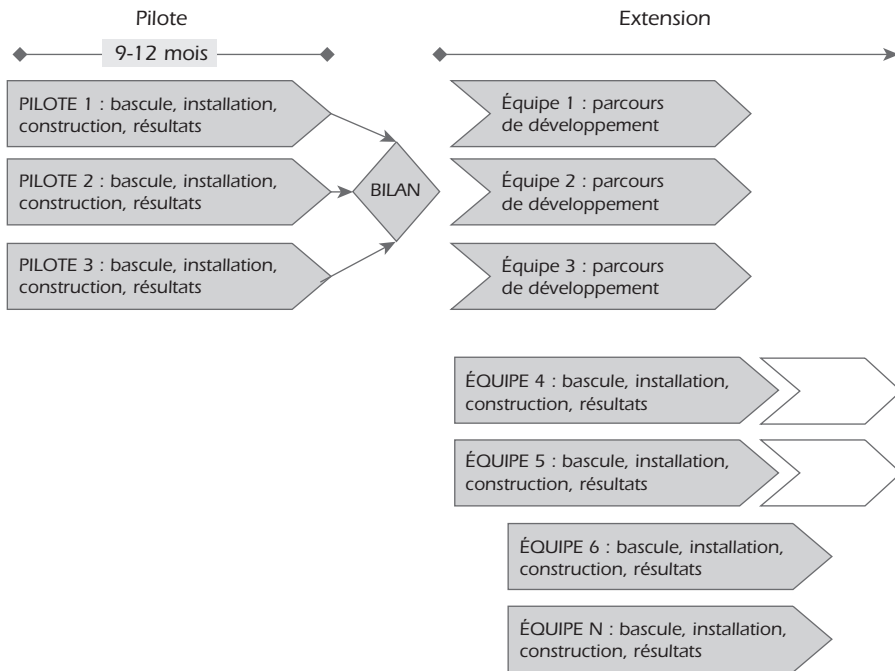 Pilote
Extension
9-12 mois
PILOTE 1 : bascule, installation,
construction, résultats
PILOTE 2 : bascule, installation,
construction, résultats
PILOTE 3 : bascule, installation,
construction, résultats
BILAN
Équipe 1 : parcours
de développement
Équipe 2 : parcours
de développement
Équipe 3 : parcours
de développement
ÉQUIPE 4 : bascule, installation,
construction, résultats
ÉQUIPE 5 : bascule, installation,
construction, résultats
ÉQUIPE 6 : bascule, installation,
construction, résultats
ÉQUIPE N : bascule, installation,
construction, résultats